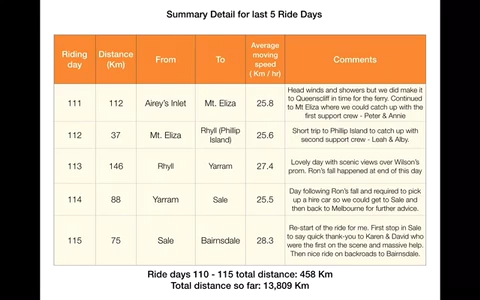 Summary Detail for last 5 Ride Days
Riding day Distance (Km) From To Average moving speed ( Km / hr) Comments
111 112 Airey's Inlet Mt. Eliza 25.8 Head winds and showers but we did make it
to Queenscliff in time for the ferry. Continued
to Mt Eliza where we could catch up with the
first support crew - Peter & Annie
112 37 Mt. Eliza Rhyll (Phillip Island) 25.6 Short trip to Phillip Island to catch up with
second support crew - Leah & Alby.
113 146 Rhyll Yarram 27.4 Lovely day with scenic views over Wilson's
prom. Ron's fall happened at end of this day
114 88 Yarram Sale 25.5 Day following Ron's fall and required to pick
up a hire car so we could get to Sale and
then back to Melbourne for further advice.
115 75 Sale Bairnsdale 28.3 Re-start of the ride for me. First stop in Sale
to say quick thank-you to Karen & David who
were the first on the scene and massive help.
Then nice ride on backroads to Bairnsdale.
Ride days 110 - 115 total distance: 458 Km
Total distance so far: 13,809 Km